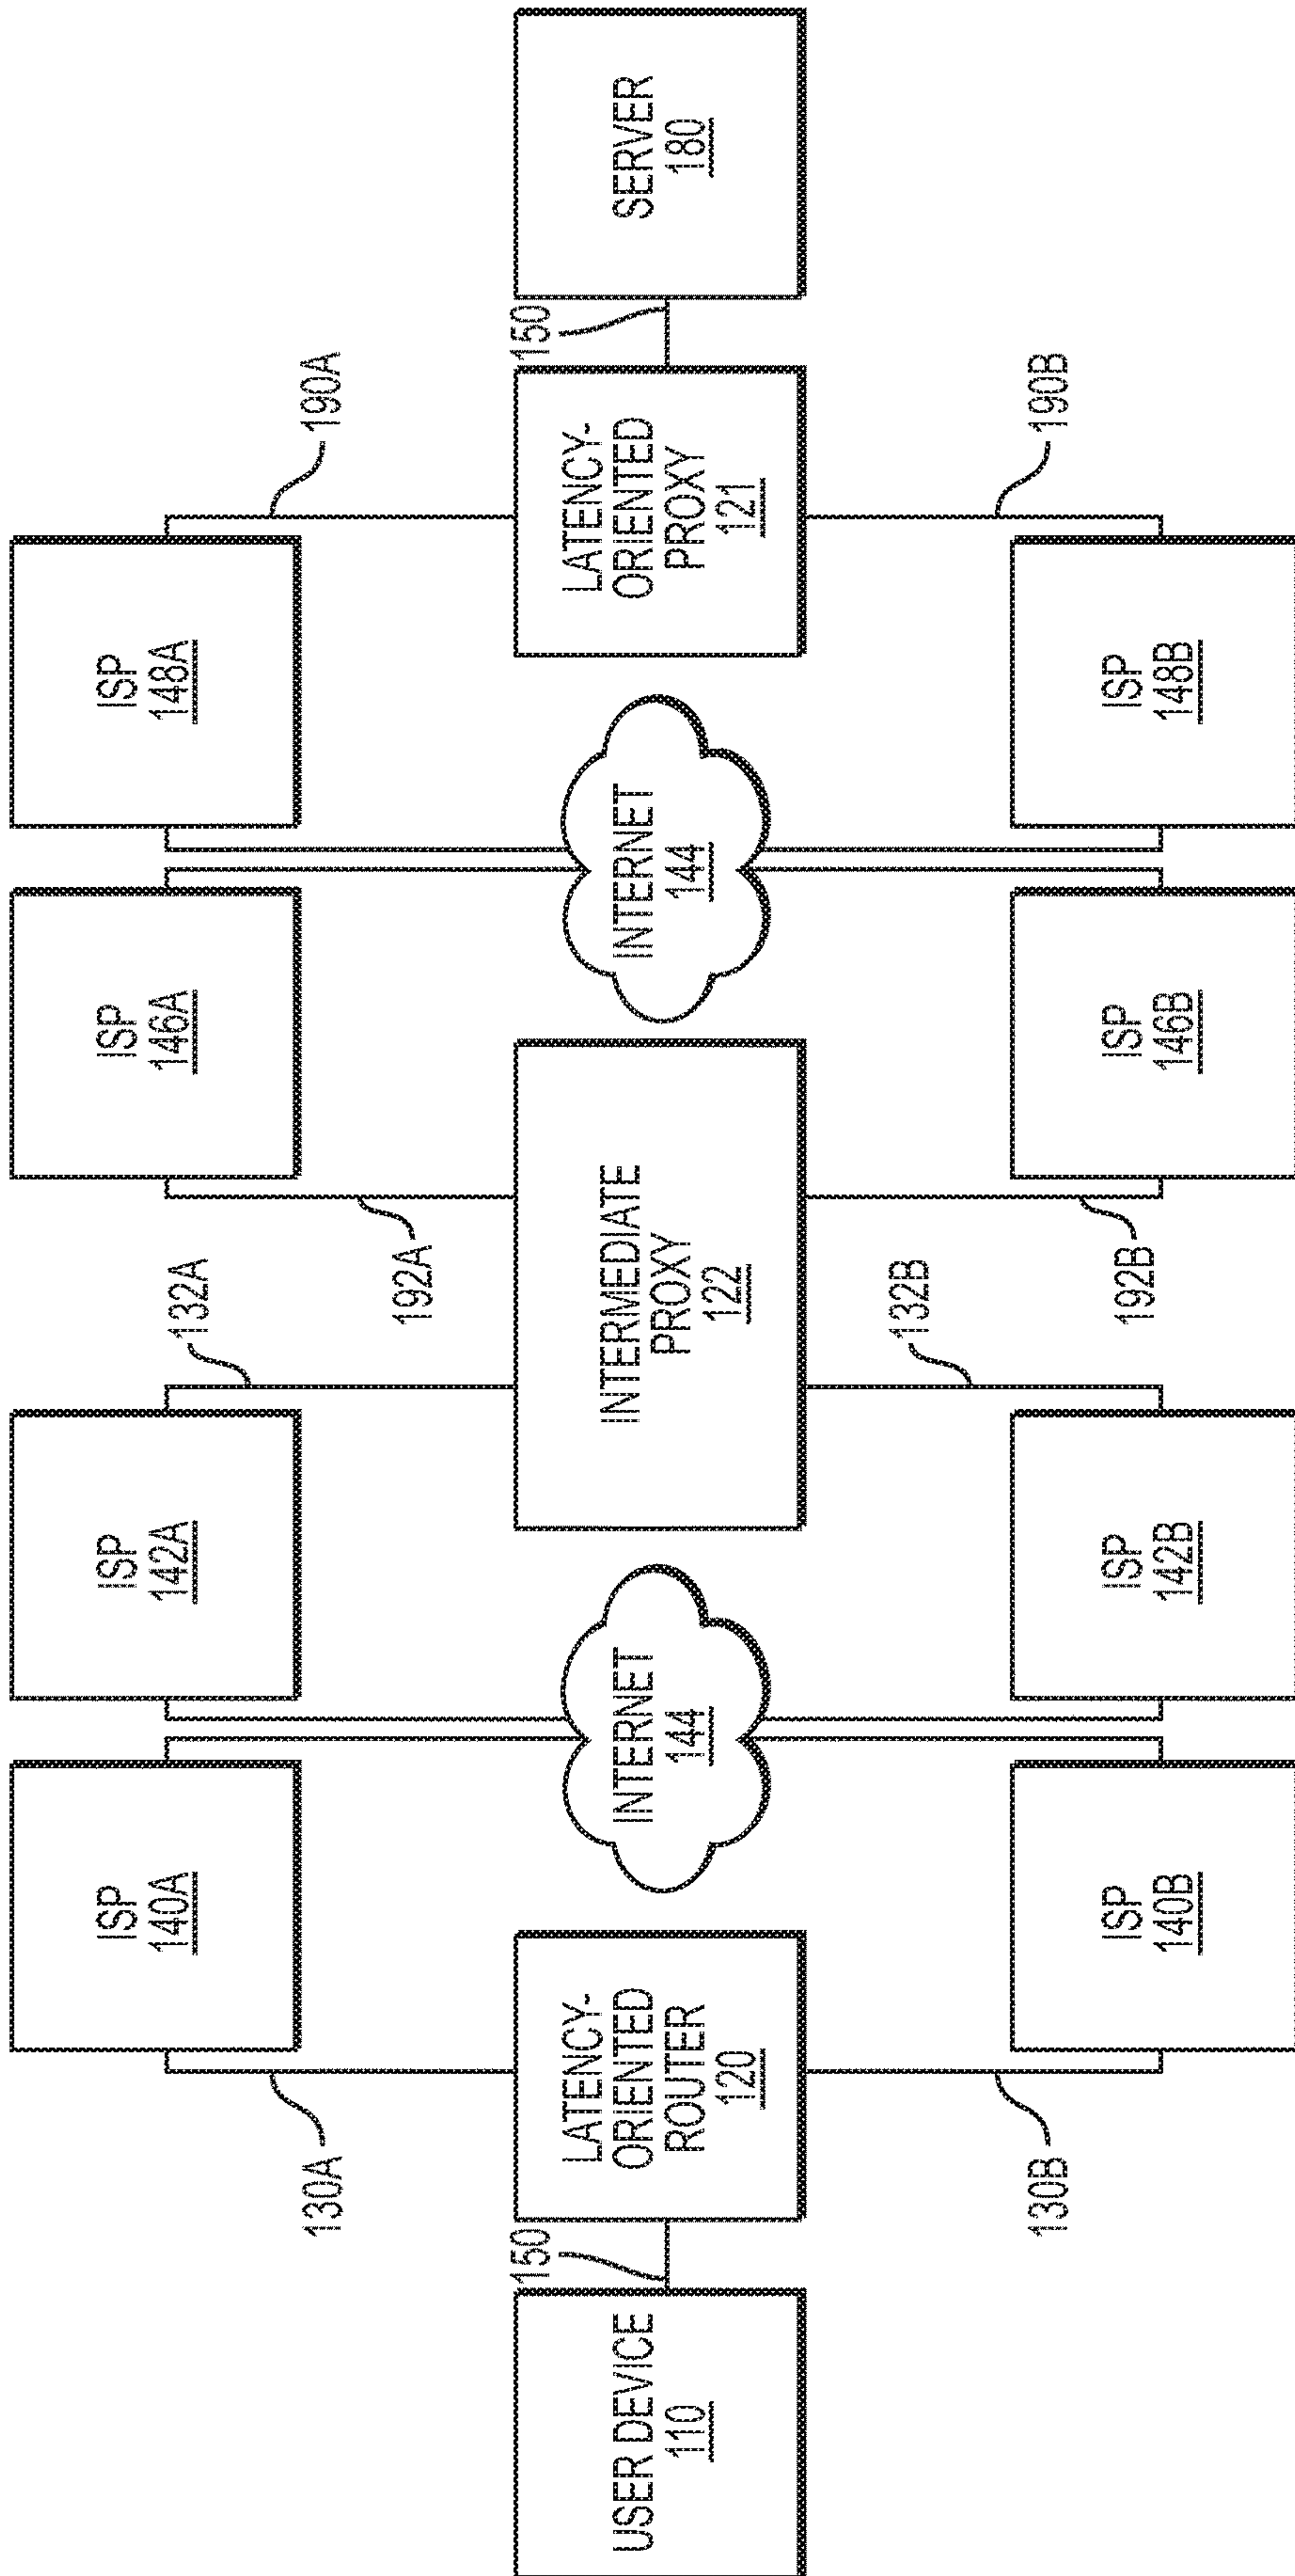 ISP
140A
ISP
142A
ISP
146A
ISP
148A
130A
132A
192A
190A
USER DEVICE
110
150
LATENCY-
ORIENTED
ROUTER
120
INTERNET
144
INTERMEDIATE
PROXY
122
INTERNET
144
LATENCY-
ORIENTED
PROXY
121
150
SERVER
180
130B
132B
192B
190B
ISP
140B
ISP
142B
ISP
146B
ISP
148B